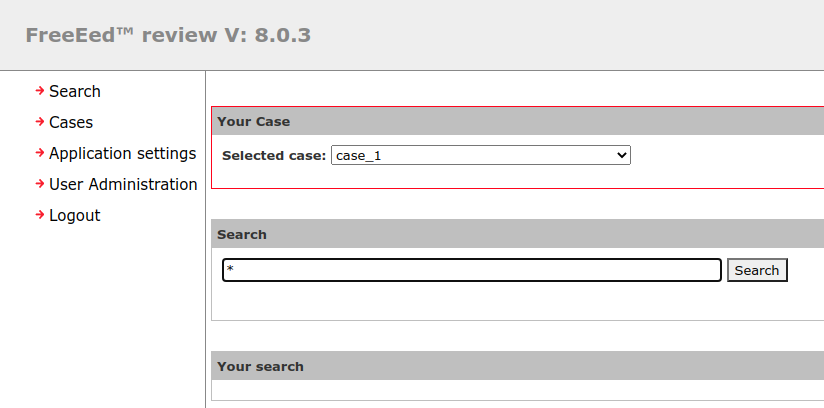 FreeEed™ review V: 8.0.3
Search
Cases
Application settings
User Administration
Logout
Your Case
Selected case: case_1
Search
* Search
Your search